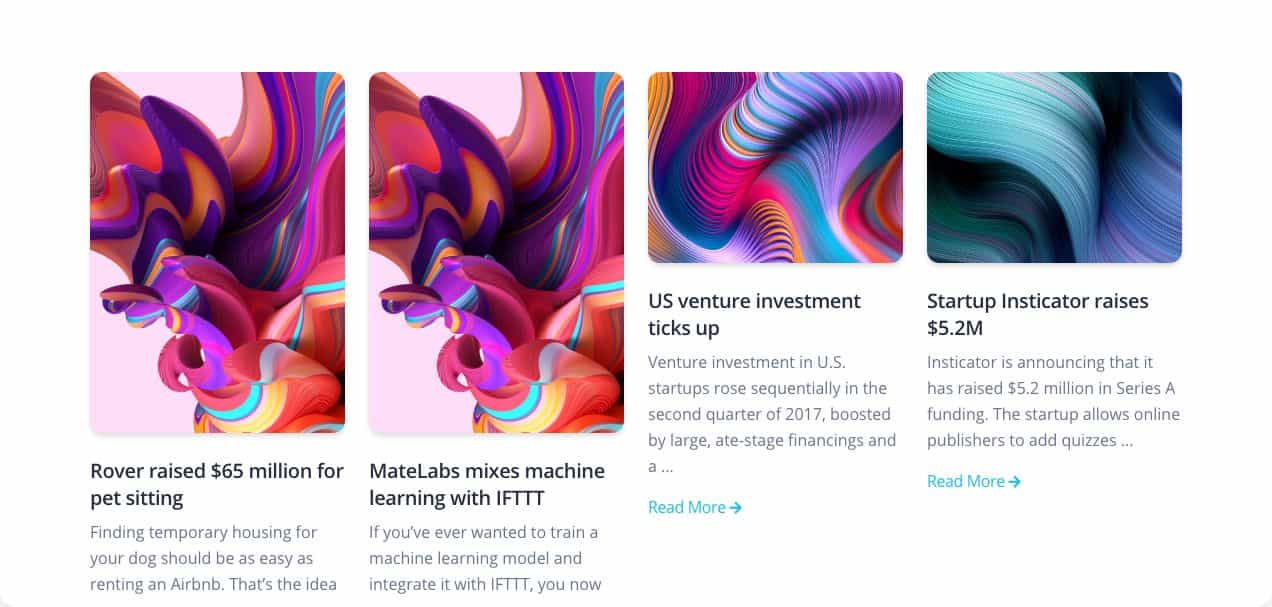 Rover raised $65 million for
pet sitting
Finding temporary housing for
your dog should be as easy as
renting an Airbnb. That’s the idea
MateLabs mixes machine
learning with IFTTT
If you’ve ever wanted to train a
machine learning model and
integrate it with IFTTT, you now
US venture investment
ticks up
Venture investment in U.S.
startups rose sequentially in the
second quarter of 2017, boosted
by large, ate-stage financings and
a ...
Read More
Startup Insticator raises
$5.2M
Insticator is announcing that it
has raised $5.2 million in Series A
funding. The startup allows online
publishers to add quizzes ...
Read More